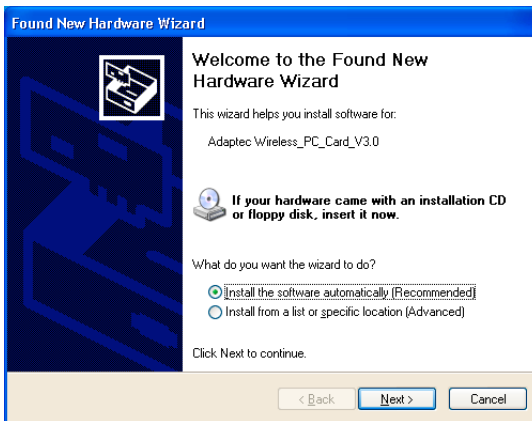 Found New Hardware Wizard
Welcome to the Found New
Hardware Wizard
This wizard helps you install software for:
Adaptec Wireless_PC_Card_V3.0
If your hardware came with an installation CD
or floppy disk, insert it now.
What do you want the wizard to do?
Install the software automatically (Recommended)
Install from a list or specific location (Advanced)
Click Next to continue.
< Back Next > Cancel